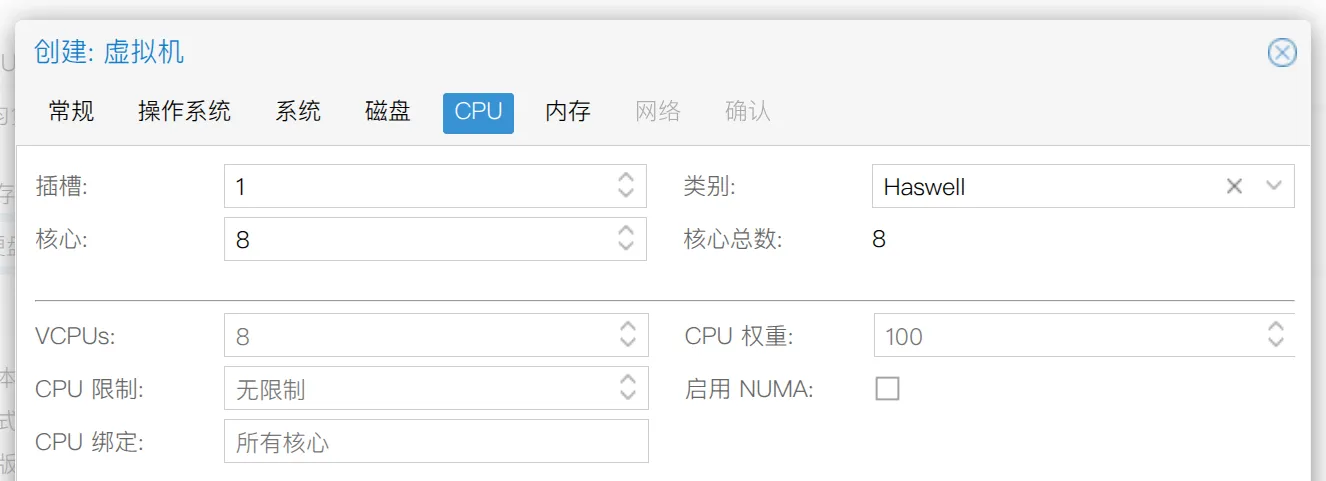 创建: 虚拟机
常规 操作系统 系统 磁盘 CPU 内存 网络 确认
插槽: 1 类别: Haswell
核心: 8 核心总数: 8
VCPUs: 8 CPU 权重: 100
CPU 限制: 无限制 启用 NUMA:
CPU 绑定: 所有核心